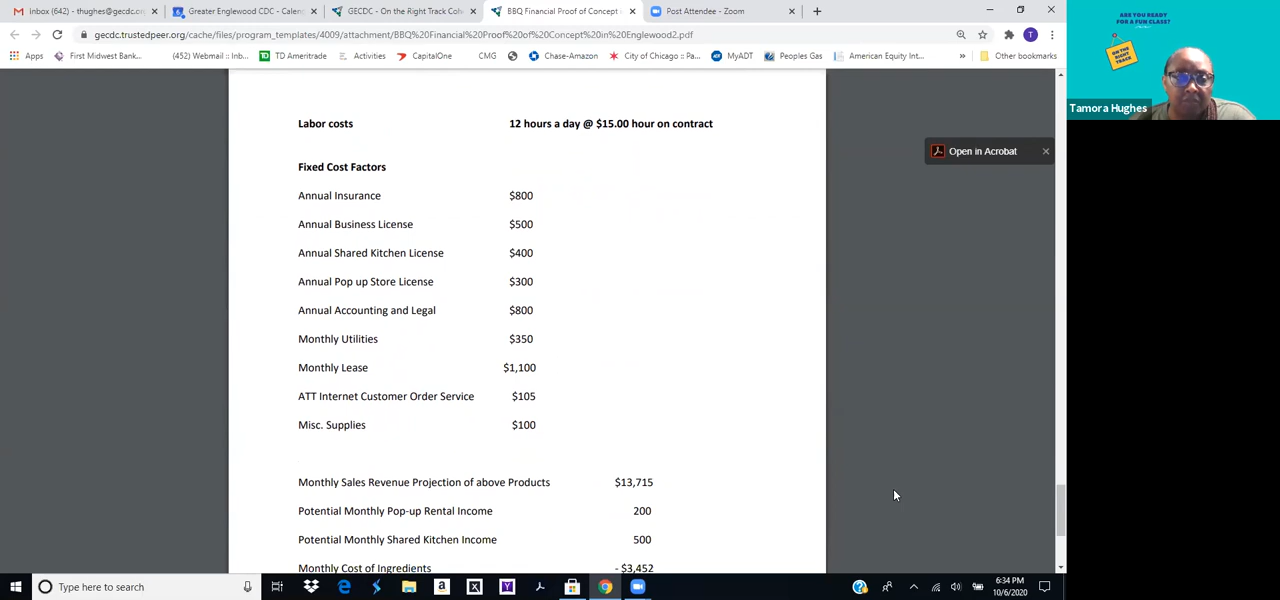 Inbox (642) - thughes@gecdc.o
Greater Englewood CDC - Calend
GECDC - On the Right Track Coh
BBQ Financial Proof of Concept
Post Attendee - Zoom
gecdc.trustedpeer.org/cache/files/program_templates/4009/attachment/BBQ%20Financial%20Proof%20of%20Concept%20in%20Englewood2.pdf
T
Apps
First Midwest Bank...
(452) Webmail :: Inb...
TD Ameritrade
Activities
CapitalOne
CMG
Chase-Amazon
City of Chicago :: Pa...
MyADT
Peoples Gas
American Equity Int...
»
Other bookmarks
ARE YOU READY
FOR A FUN CLASS?
ON THE
RIGHT
TRACK
Tamora Hughes
Open in Acrobat
Labor costs 12 hours a day @ $15.00 hour on contract
Fixed Cost Factors
Annual Insurance $800
Annual Business License $500
Annual Shared Kitchen License $400
Annual Pop up Store License $300
Annual Accounting and Legal $800
Monthly Utilities $350
Monthly Lease $1,100
ATT Internet Customer Order Service $105
Misc. Supplies $100
Monthly Sales Revenue Projection of above Products $13,715
Potential Monthly Pop-up Rental Income 200
Potential Monthly Shared Kitchen Income 500
Monthly Cost of Ingredients - $3,452
Type here to search
6:34 PM
10/6/2020